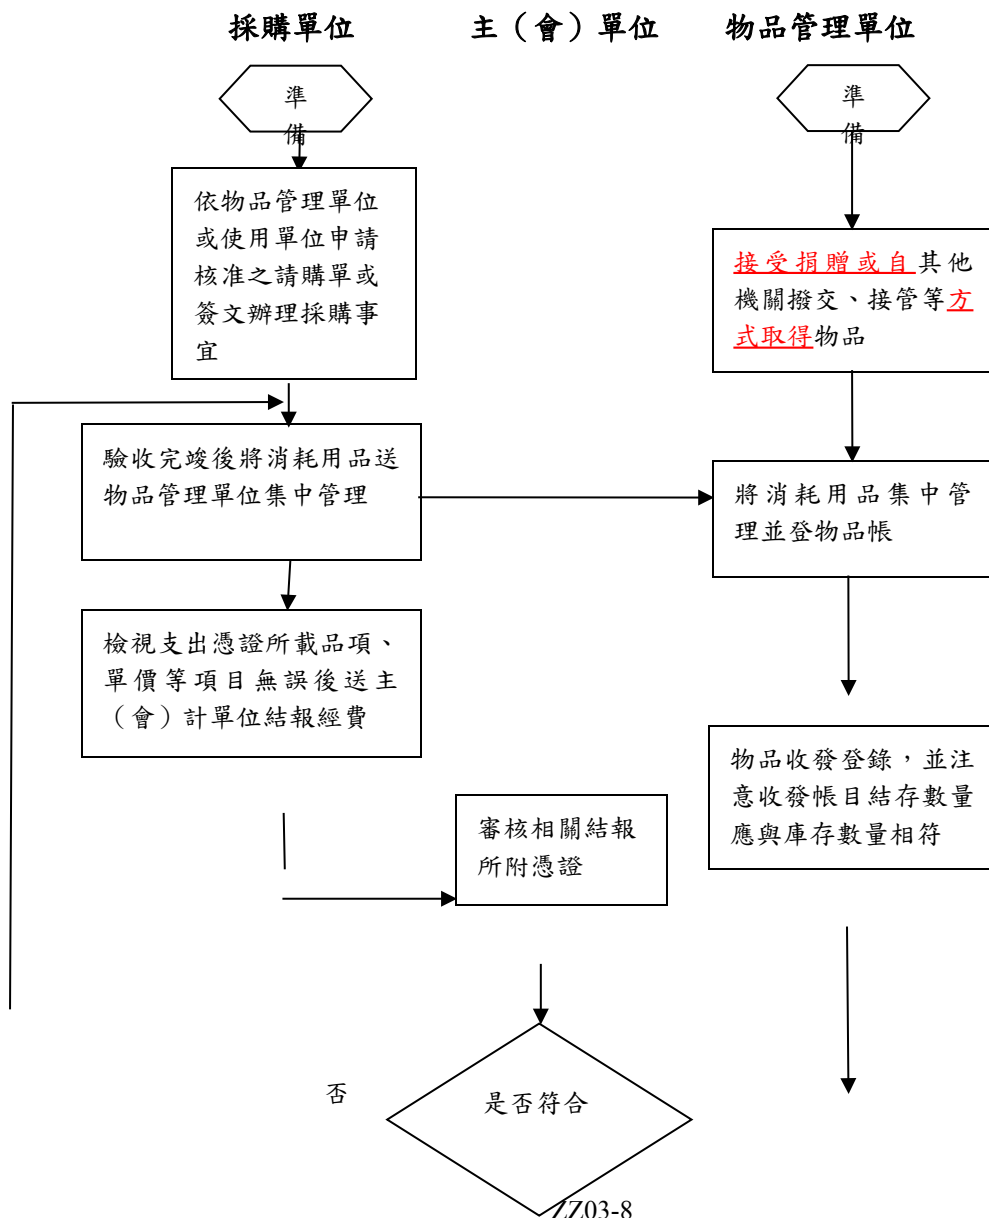 採購單位 主（會）單位 物品管理單位
準
備
準
備
依物品管理單位
或使用單位申請
核准之請購單或
簽文辦理採購事
宜
接受捐贈或自其他
機關撥交、接管等方
式取得物品
驗收完竣後將消耗用品送
物品管理單位集中管理
將消耗用品集中管
理並登物品帳
檢視支出憑證所載品項、
單價等項目無誤後送主
（會）計單位結報經費
物品收發登錄，並注
意收發帳目結存數量
應與庫存數量相符
審核相關結報
所附憑證
否
是否符合
ZZ03-8